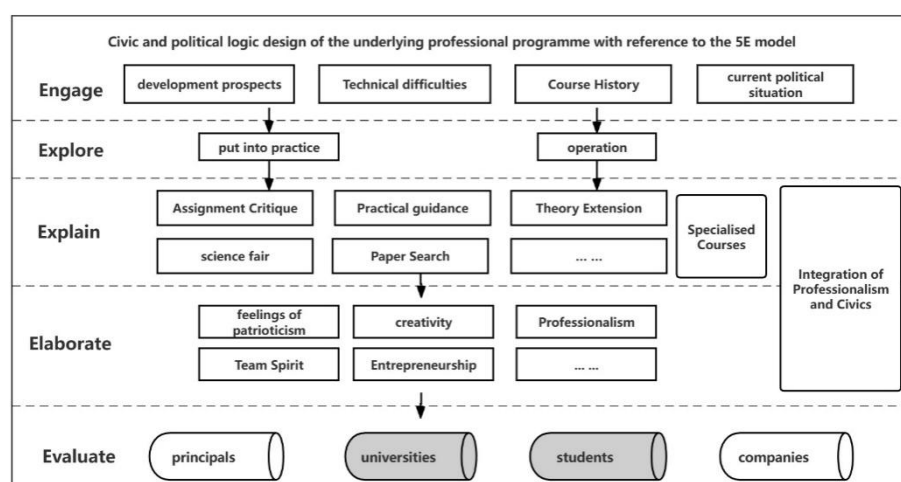 Civic and political logic design of the underlying professional programme with reference to the 5E model
Engage
development prospects
Technical difficulties
Course History
current political
situation
Explore
put into practice
operation
Explain
Assignment Critique
Practical guidance
Theory Extension
science fair
Paper Search
... ...
Specialised
Courses
Integration of
Professionalism
and Civics
Elaborate
feelings of
patrioticism
creativity
Professionalism
Team Spirit
Entrepreneurship
... ...
Evaluate
principals
universities
students
companies